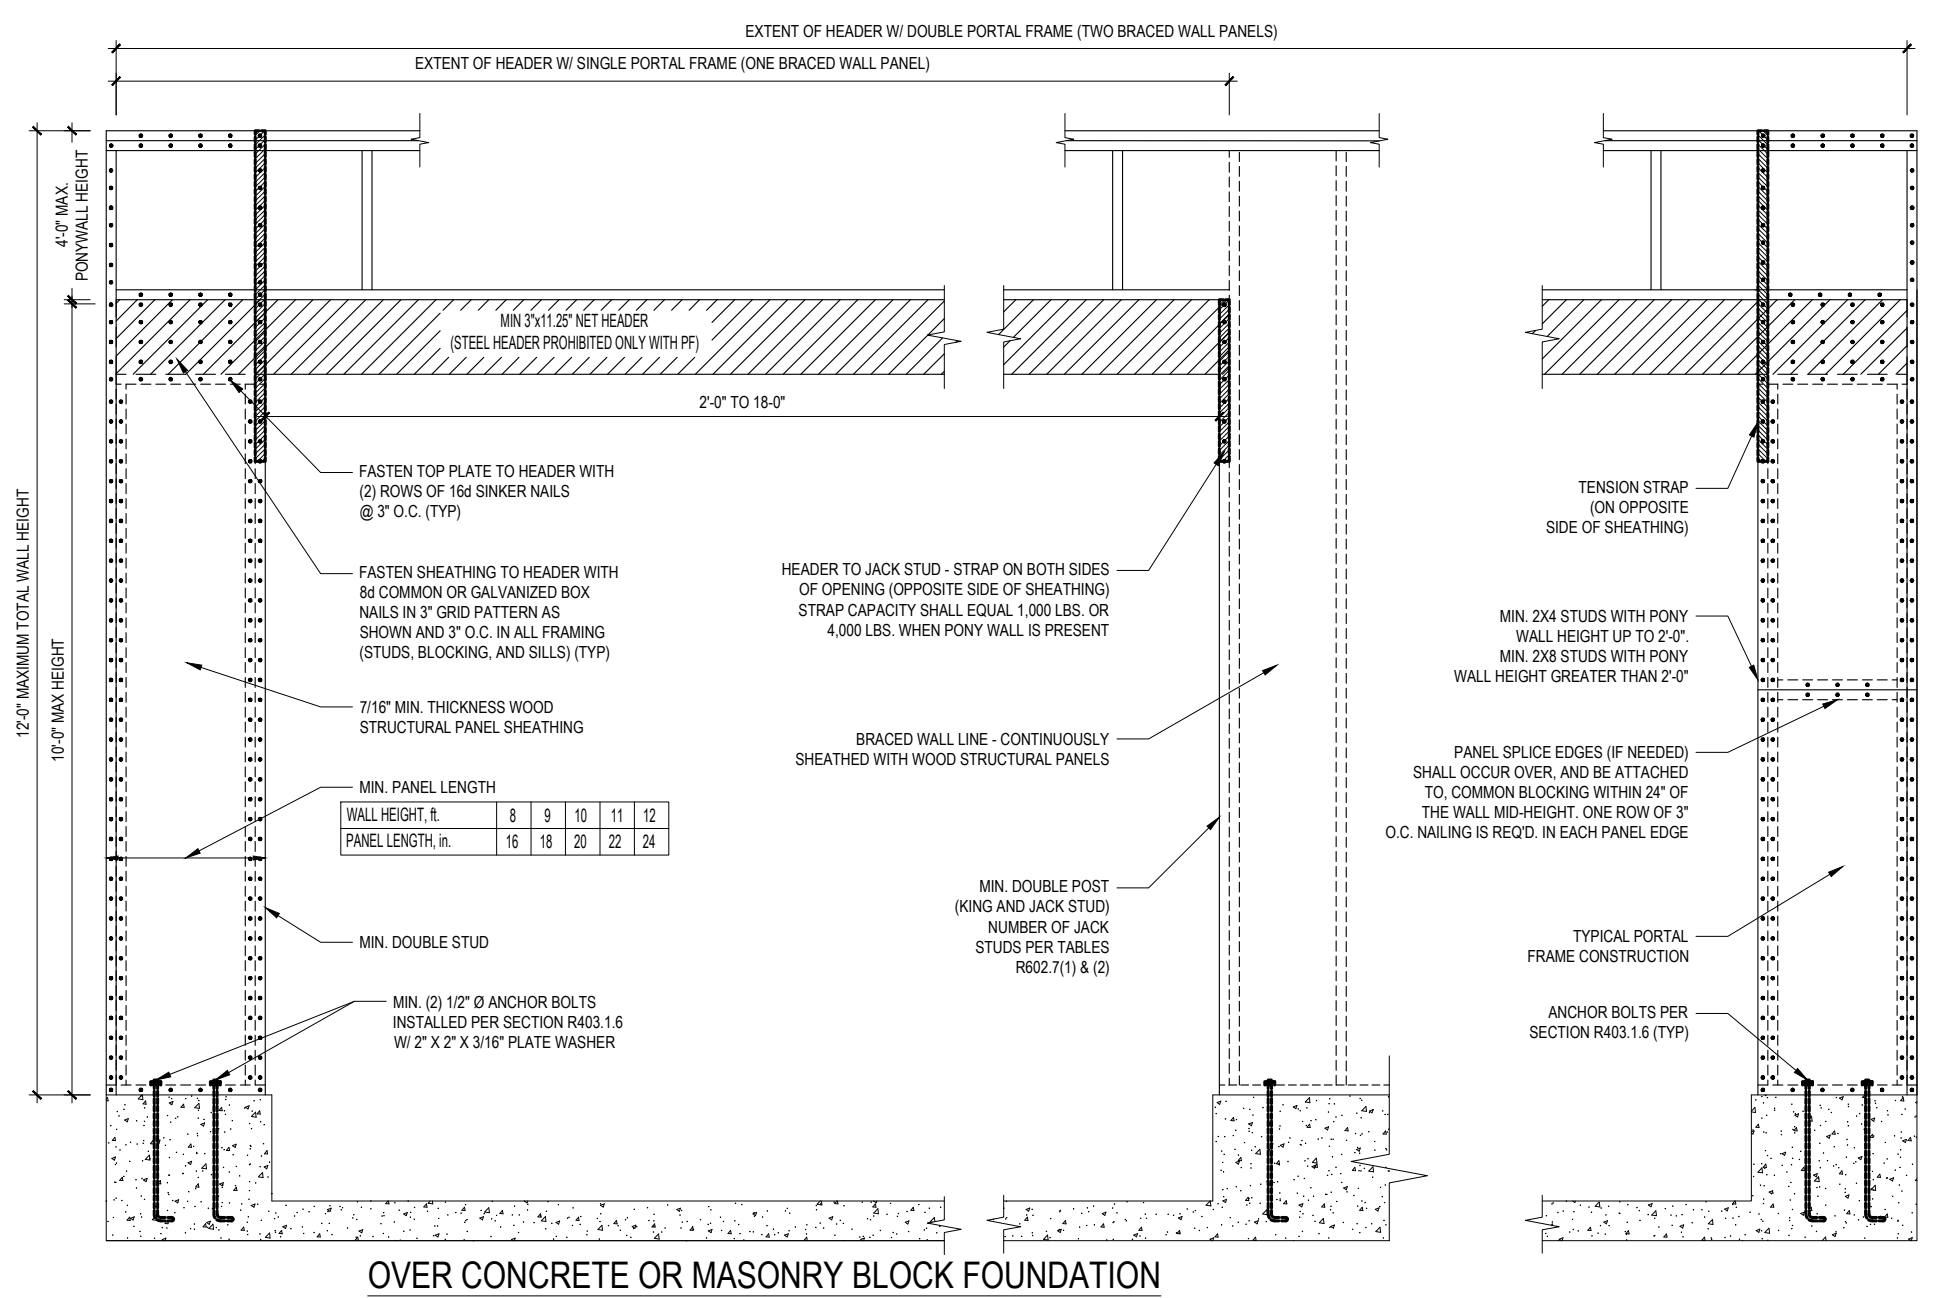 EXTENT OF HEADER W/ DOUBLE PORTAL FRAME (TWO BRACED WALL PANELS)
EXTENT OF HEADER W/ SINGLE PORTAL FRAME (ONE BRACED WALL PANEL)
4'-0" MAX.
PONYWALL HEIGHT
12'-0" MAXIMUM TOTAL WALL HEIGHT
10'-0" MAX HEIGHT
MIN 3"x11.25" NET HEADER
(STEEL HEADER PROHIBITED ONLY WITH PF)
2'-0" TO 18-0"
FASTEN TOP PLATE TO HEADER WITH
(2) ROWS OF 16d SINKER NAILS
@ 3" O.C. (TYP)
FASTEN SHEATHING TO HEADER WITH
8d COMMON OR GALVANIZED BOX
NAILS IN 3" GRID PATTERN AS
SHOWN AND 3" O.C. IN ALL FRAMING
(STUDS, BLOCKING, AND SILLS) (TYP)
7/16" MIN. THICKNESS WOOD
STRUCTURAL PANEL SHEATHING
MIN. PANEL LENGTH
WALL HEIGHT, ft. 8 9 10 11 12
PANEL LENGTH, in. 16 18 20 22 24
MIN. DOUBLE STUD
MIN. (2) 1/2" Ø ANCHOR BOLTS
INSTALLED PER SECTION R403.1.6
W/ 2" X 2" X 3/16" PLATE WASHER
HEADER TO JACK STUD - STRAP ON BOTH SIDES
OF OPENING (OPPOSITE SIDE OF SHEATHING)
STRAP CAPACITY SHALL EQUAL 1,000 LBS. OR
4,000 LBS. WHEN PONY WALL IS PRESENT
BRACED WALL LINE - CONTINUOUSLY
SHEATHED WITH WOOD STRUCTURAL PANELS
MIN. DOUBLE POST
(KING AND JACK STUD)
NUMBER OF JACK
STUDS PER TABLES
R602.7(1) & (2)
TENSION STRAP
(ON OPPOSITE
SIDE OF SHEATHING)
MIN. 2X4 STUDS WITH PONY
WALL HEIGHT UP TO 2'-0".
MIN. 2X8 STUDS WITH PONY
WALL HEIGHT GREATER THAN 2'-0"
PANEL SPLICE EDGES (IF NEEDED)
SHALL OCCUR OVER, AND BE ATTACHED
TO, COMMON BLOCKING WITHIN 24" OF
THE WALL MID-HEIGHT. ONE ROW OF 3"
O.C. NAILING IS REQ'D. IN EACH PANEL EDGE
TYPICAL PORTAL
FRAME CONSTRUCTION
ANCHOR BOLTS PER
SECTION R403.1.6 (TYP)
OVER CONCRETE OR MASONRY BLOCK FOUNDATION